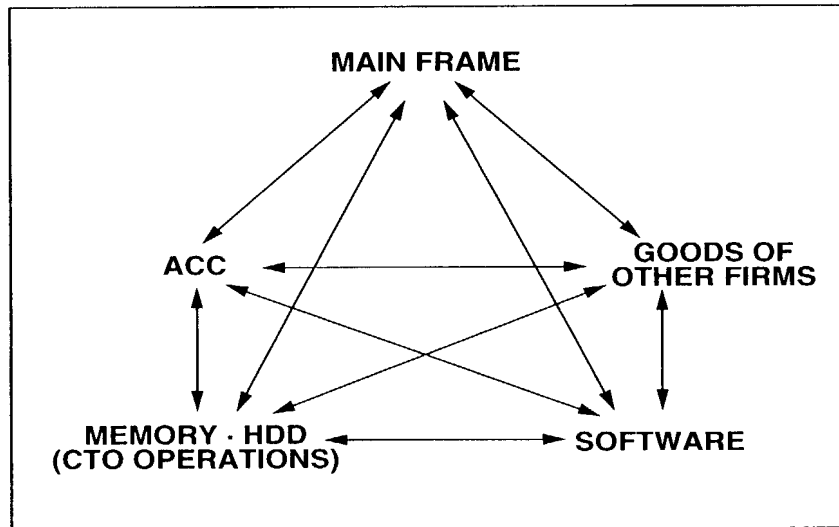 MAIN FRAME
ACC
GOODS OF
OTHER FIRMS
MEMORY · HDD
(CTO OPERATIONS)
SOFTWARE